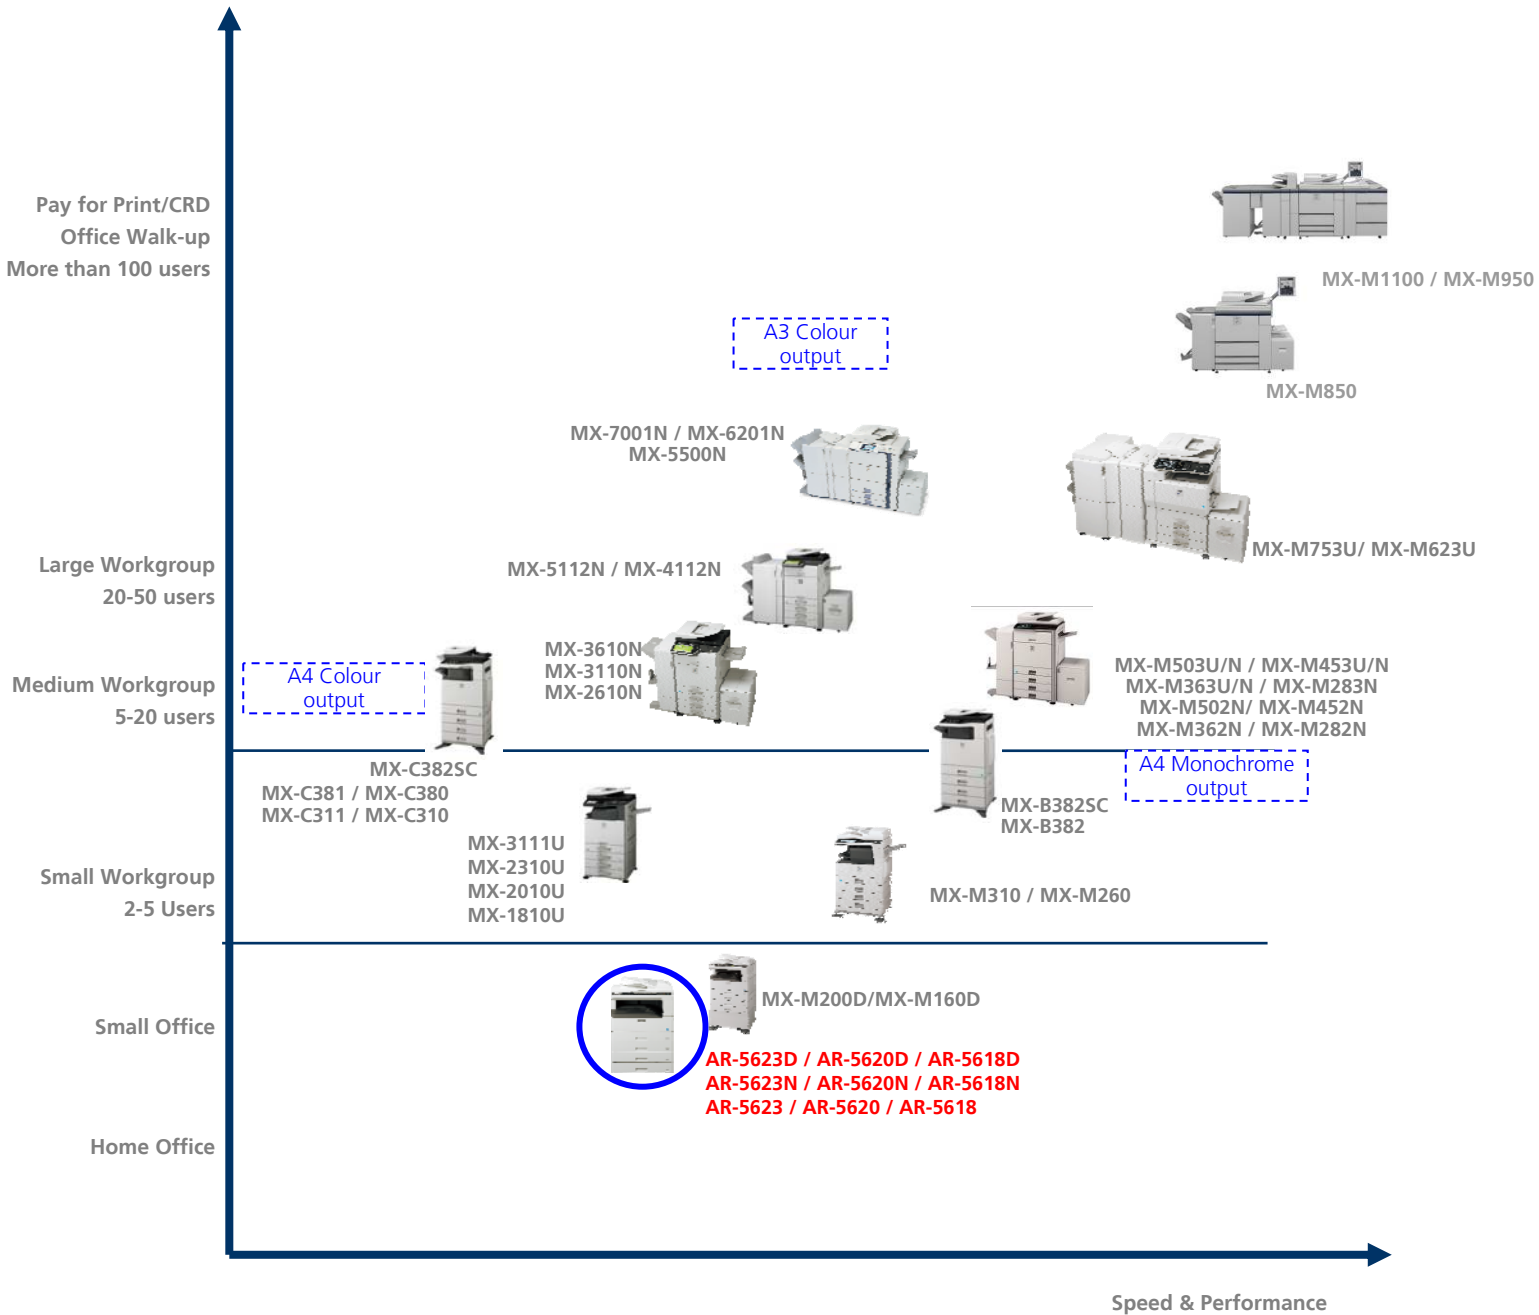 Pay for Print/CRD
Office Walk-up
More than 100 users
MX-M1100 / MX-M950
A3 Colour
output
MX-M850
MX-7001N / MX-6201N
MX-5500N
MX-M753U/ MX-M623U
Large Workgroup
20-50 users
MX-5112N / MX-4112N
MX-3610N
MX-3110N
MX-2610N
A4 Colour
output
Medium Workgroup
5-20 users
MX-M503U/N / MX-M453U/N
MX-M363U/N / MX-M283N
MX-M502N/ MX-M452N
MX-M362N / MX-M282N
A4 Monochrome
output
MX-C382SC
MX-C381 / MX-C380
MX-C311 / MX-C310
MX-B382SC
MX-B382
MX-3111U
MX-2310U
MX-2010U
MX-1810U
Small Workgroup
2-5 Users
MX-M310 / MX-M260
MX-M200D/MX-M160D
Small Office
AR-5623D / AR-5620D / AR-5618D
AR-5623N / AR-5620N / AR-5618N
AR-5623 / AR-5620 / AR-5618
Home Office
Speed & Performance